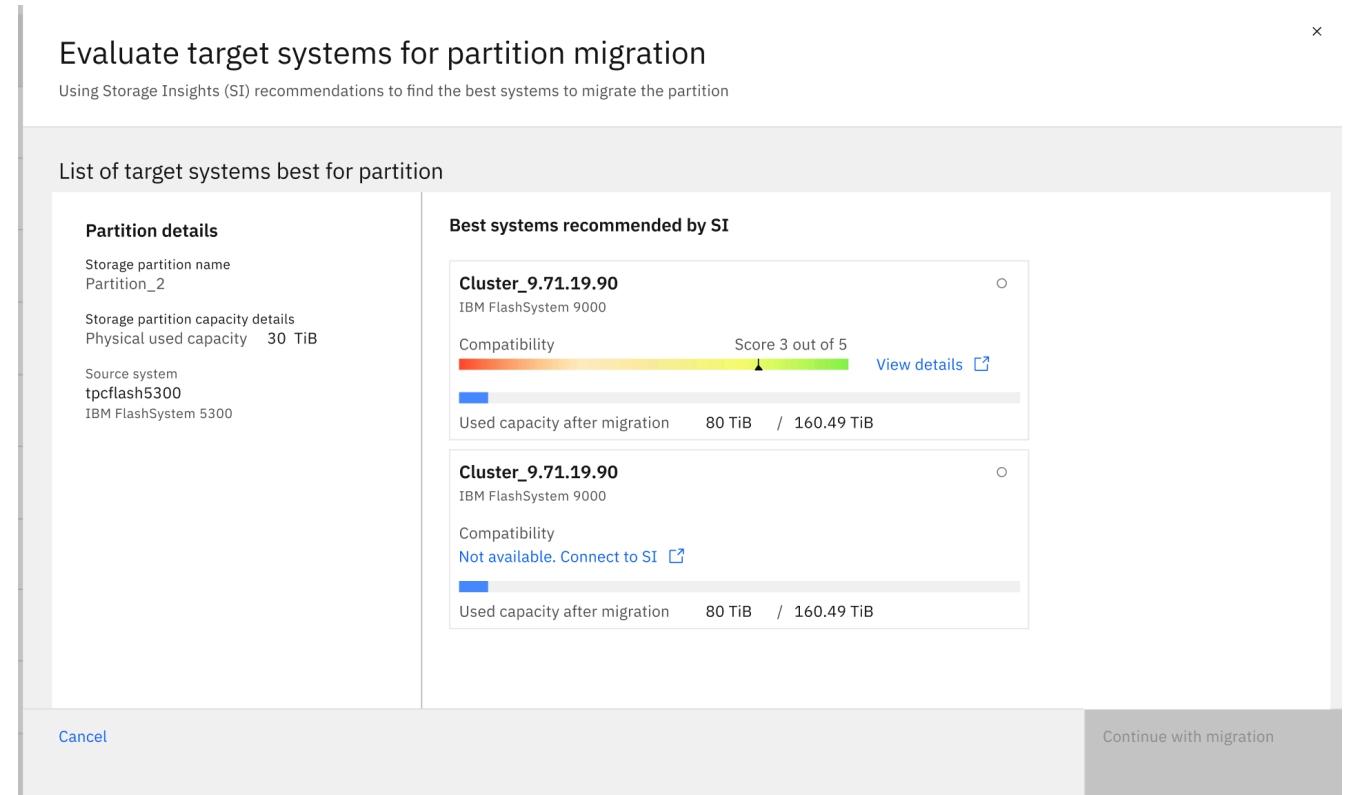 Evaluate target systems for partition migration
Using Storage Insights (SI) recommendations to find the best systems to migrate the partition
List of target systems best for partition
Partition details
Storage partition name
Partition_2
Storage partition capacity details
Physical used capacity 30 TiB
Source system
tpcflash5300
IBM FlashSystem 5300
Best systems recommended by SI
Cluster_9.71.19.90
IBM FlashSystem 9000
Compatibility Score 3 out of 5
View details
Used capacity after migration 80 TiB / 160.49 TiB
Cluster_9.71.19.90
IBM FlashSystem 9000
Compatibility
Not available. Connect to SI
Used capacity after migration 80 TiB / 160.49 TiB
Cancel
Continue with migration